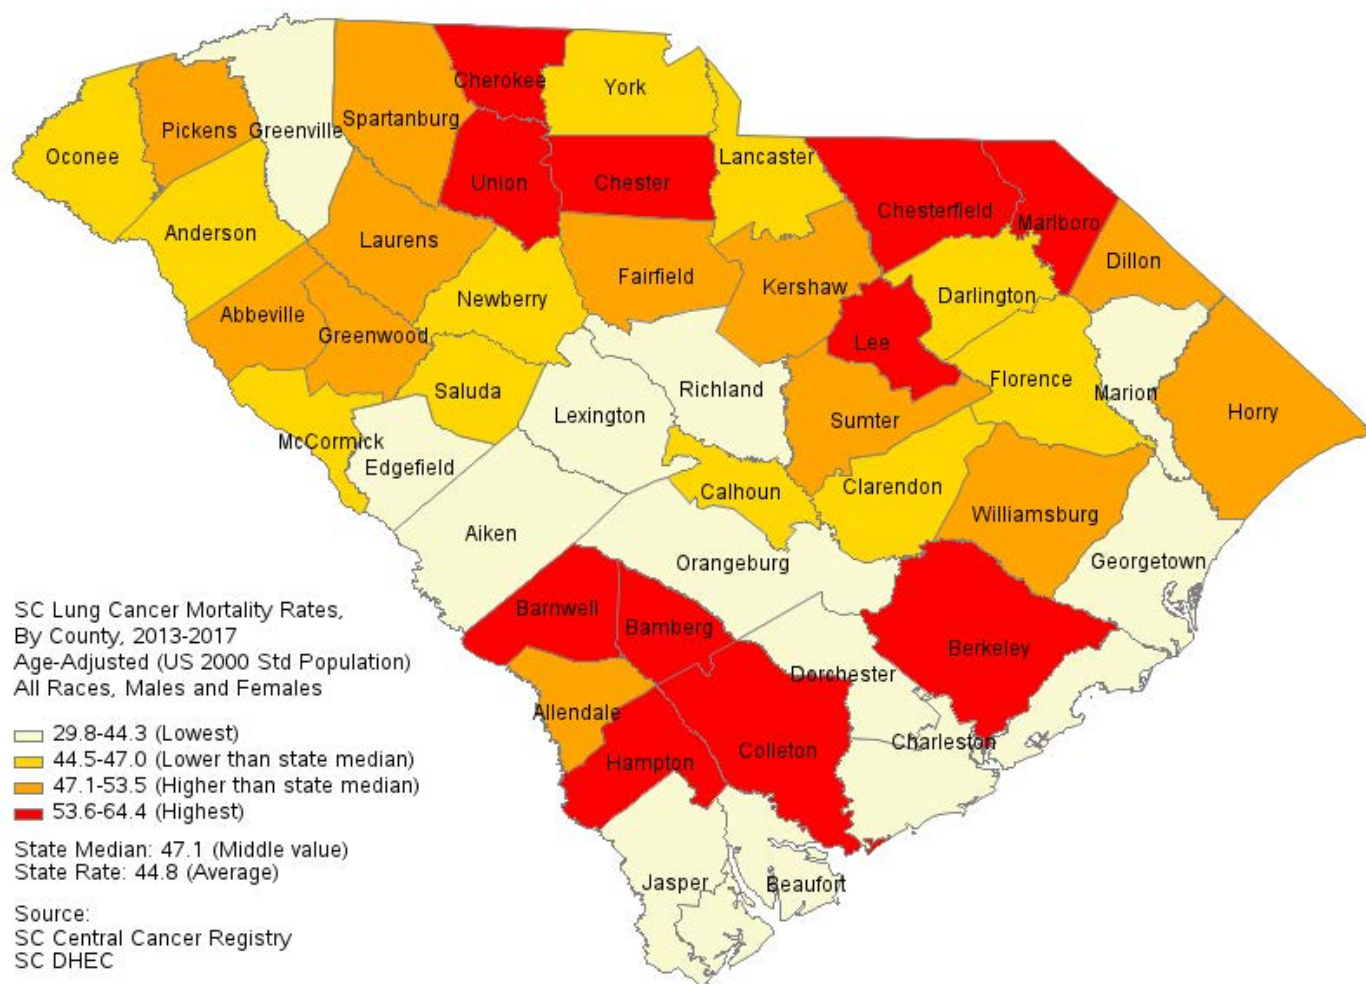 Cherokee
York
Spartanburg
Pickens
Greenville
Oconee
Lancaster
Union
Chester
Chesterfield
Marlboro
Anderson
Laurens
Dillon
Fairfield
Kershaw
Newberry
Darlington
Abbeville
Greenwood
Lee
Richland
Florence
Saluda
Marion
Horry
Lexington
Sumter
McCormick
Edgefield
Calhoun
Clarendon
Williamsburg
Aiken
Orangeburg
Georgetown
Barnwell
Bamberg
Berkeley
Dorchester
Allendale
Charleston
Colleton
Hampton
Jasper
Beaufort
SC Lung Cancer Mortality Rates,
By County, 2013-2017
Age-Adjusted (US 2000 Std Population)
All Races, Males and Females
29.8-44.3 (Lowest)
44.5-47.0 (Lower than state median)
47.1-53.5 (Higher than state median)
53.6-64.4 (Highest)
State Median: 47.1 (Middle value)
State Rate: 44.8 (Average)
Source:
SC Central Cancer Registry
SC DHEC